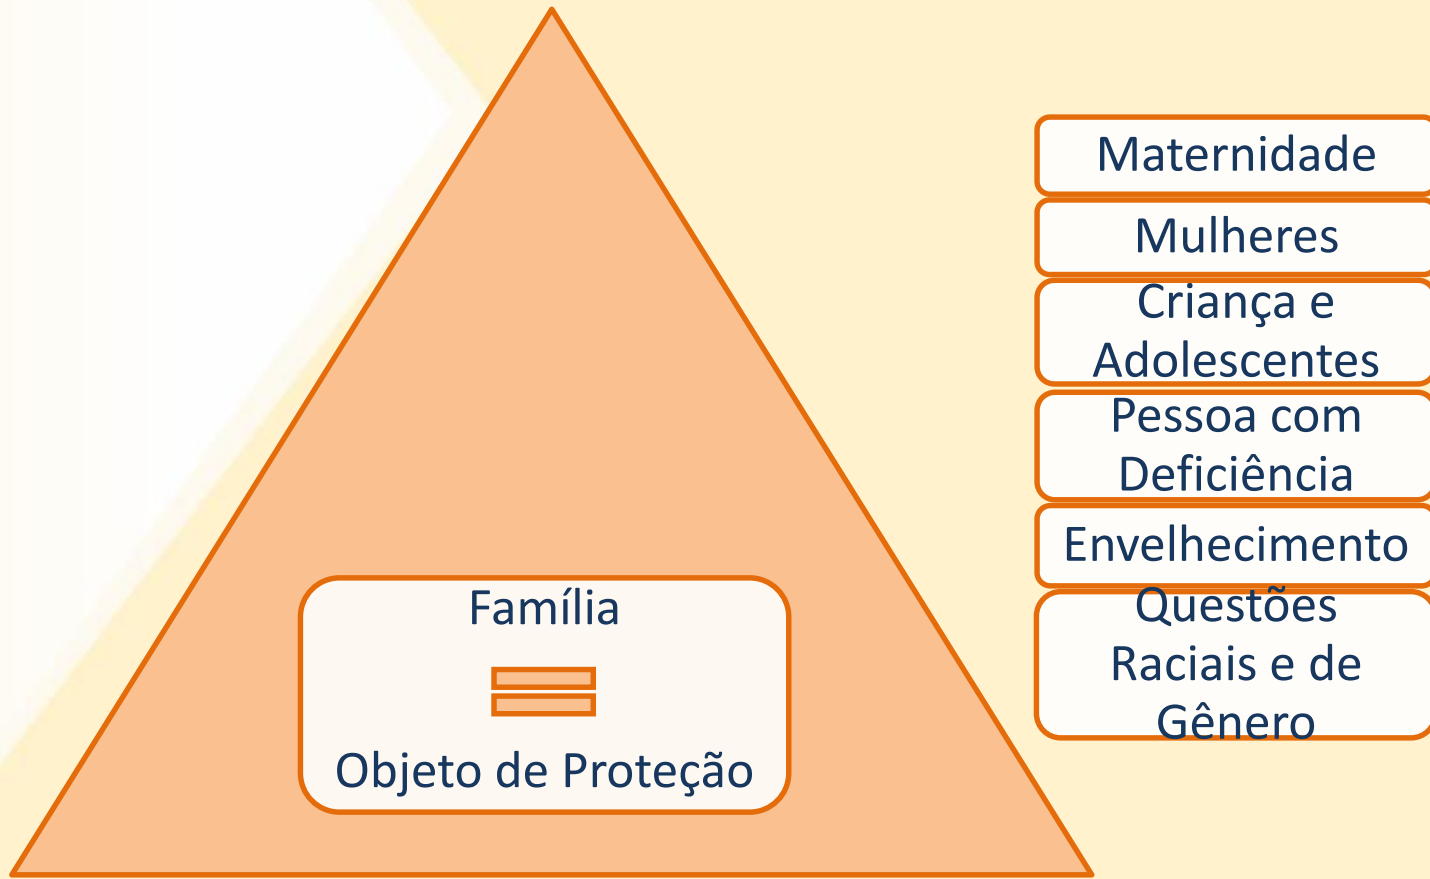 Maternidade
Mulheres
Criança e
Adolescentes
Pessoa com
Deficiência
Envelhecimento
Questões
Raciais e de
Gênero
Família
Objeto de Proteção